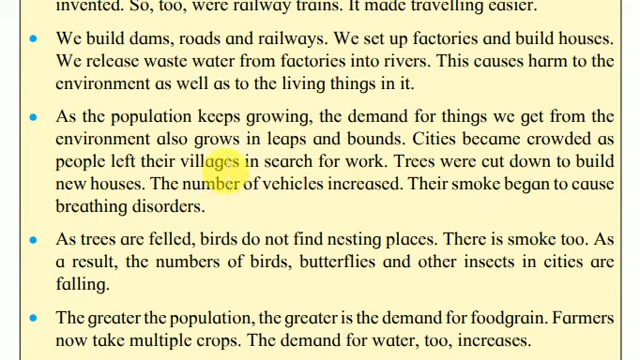 invented. So, too, were railway trains. It made travelling easier.
• We build dams, roads and railways. We set up factories and build houses.
We release waste water from factories into rivers. This causes harm to the
environment as well as to the living things in it.
• As the population keeps growing, the demand for things we get from the
environment also grows in leaps and bounds. Cities became crowded as
people left their villages in search for work. Trees were cut down to build
new houses. The number of vehicles increased. Their smoke began to cause
breathing disorders.
• As trees are felled, birds do not find nesting places. There is smoke too. As
a result, the numbers of birds, butterflies and other insects in cities are
falling.
• The greater the population, the greater is the demand for foodgrain. Farmers
now take multiple crops. The demand for water, too, increases.